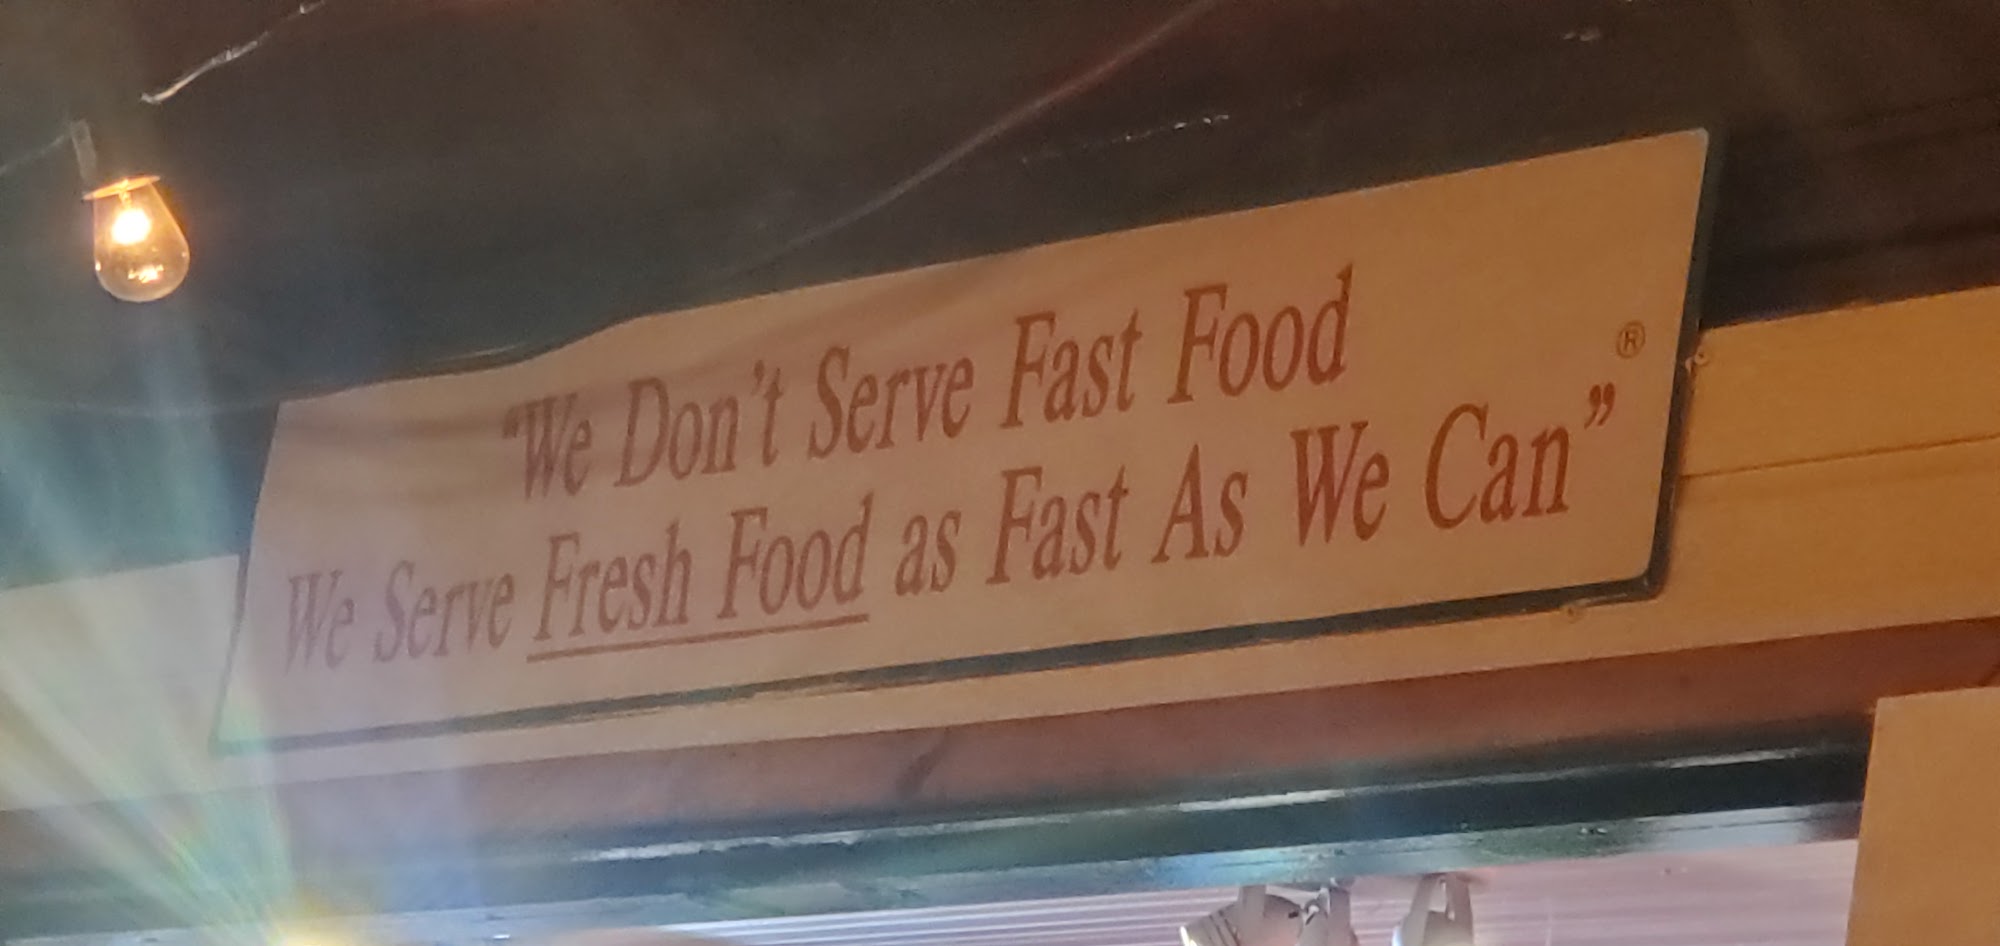 “We Don't Serve Fast Food
We Serve Fresh Food as Fast As We Can” ®